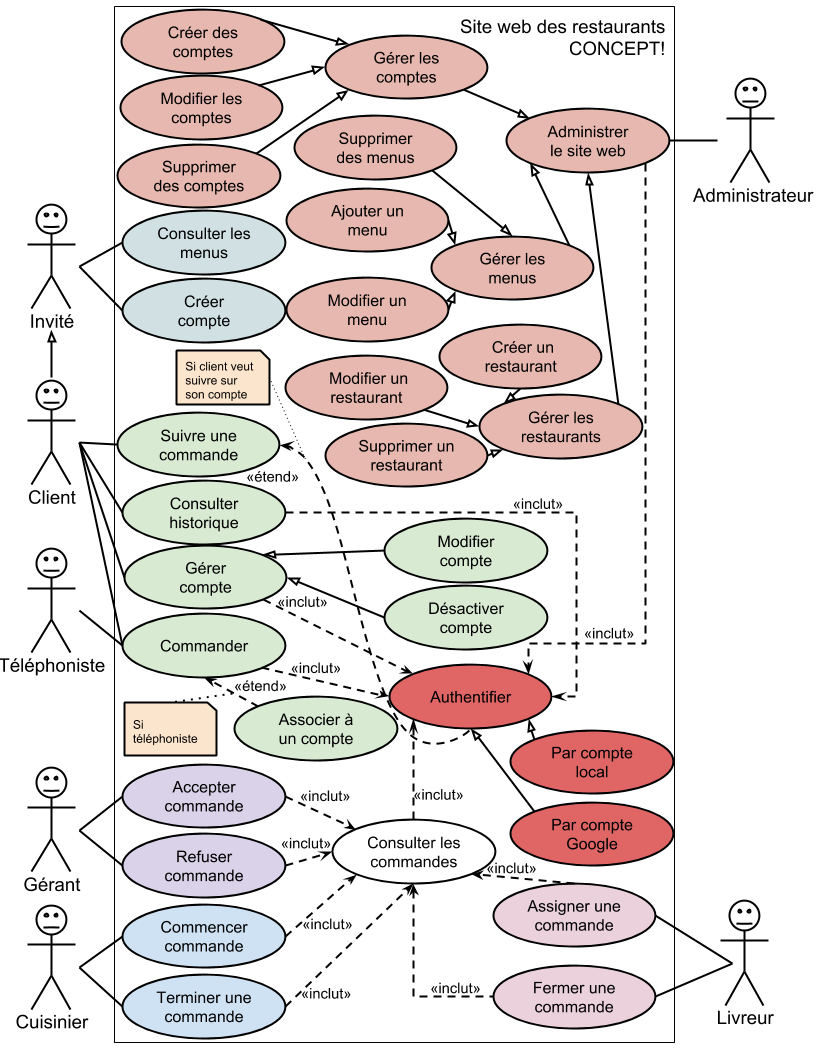 Site web des restaurants
CONCEPT!
Créer des
comptes
Gérer les
comptes
Modifier les
comptes
Supprimer
des menus
Administrer
le site web
Supprimer
des comptes
Administrateur
Ajouter un
menu
Consulter les
menus
Gérer les
menus
Créer
compte
Modifier un
menu
Invité
Créer un
restaurant
Si client veut
suivre sur
son compte
Modifier un
restaurant
Gérer les
restaurants
Suivre une
commande
Supprimer un
restaurant
«étend»
Client
Consulter
historique
«inclut»
Modifier
compte
Gérer
compte
«inclut»
Désactiver
compte
«inclut»
Commander
Téléphoniste
«inclut»
«étend»
Authentifier
Si
téléphoniste
Associer à
un compte
Par compte
local
Accepter
commande
«inclut»
«inclut»
Par compte
Google
«inclut»
Consulter les
commandes
Refuser
commande
«inclut»
Gérant
Assigner une
commande
Commencer
commande
«inclut»
Terminer une
commande
«inclut»
«inclut»
Fermer une
commande
Cuisinier
Livreur